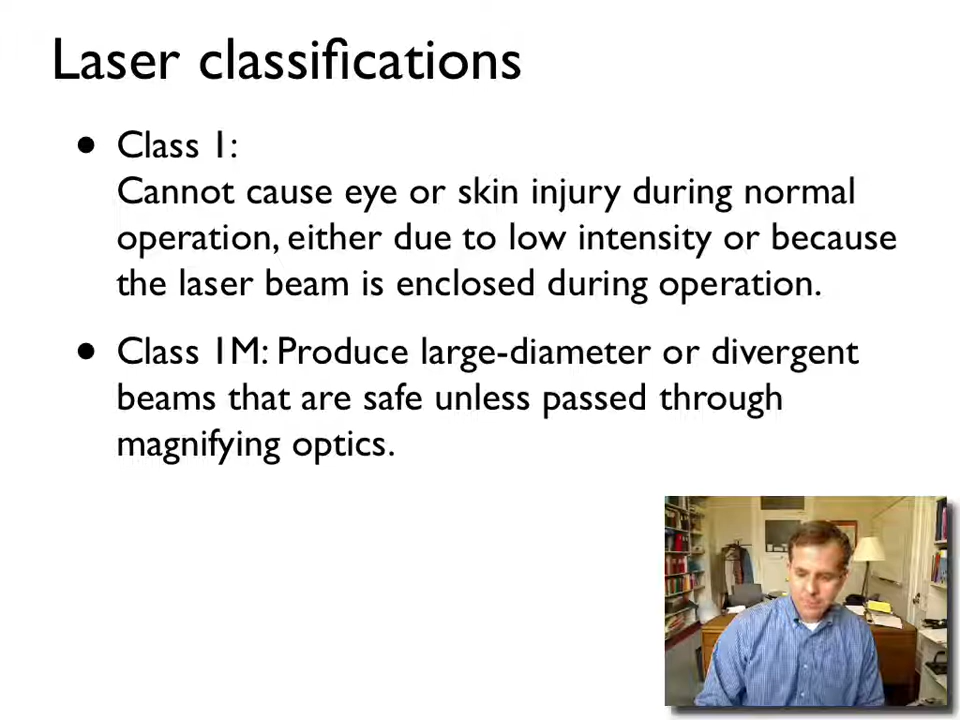 Laser classifications
• Class 1:
Cannot cause eye or skin injury during normal
operation, either due to low intensity or because
the laser beam is enclosed during operation.
• Class 1M: Produce large-diameter or divergent
beams that are safe unless passed through
magnifying optics.